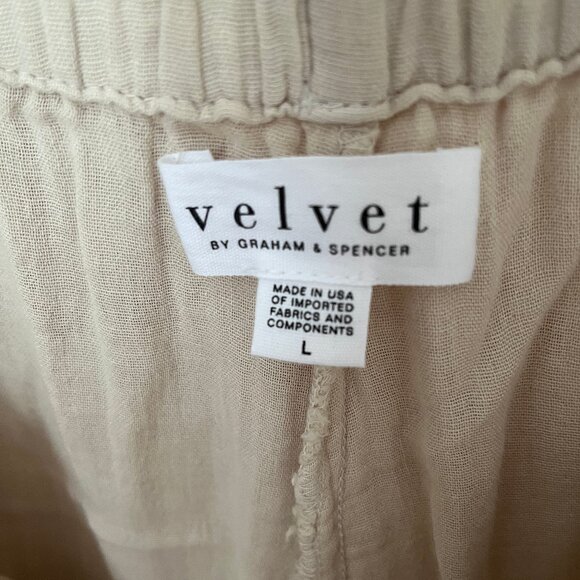 velvet
BY GRAHAM & SPENCER
MADE IN USA
OF IMPORTED
FABRICS AND
COMPONENTS
L